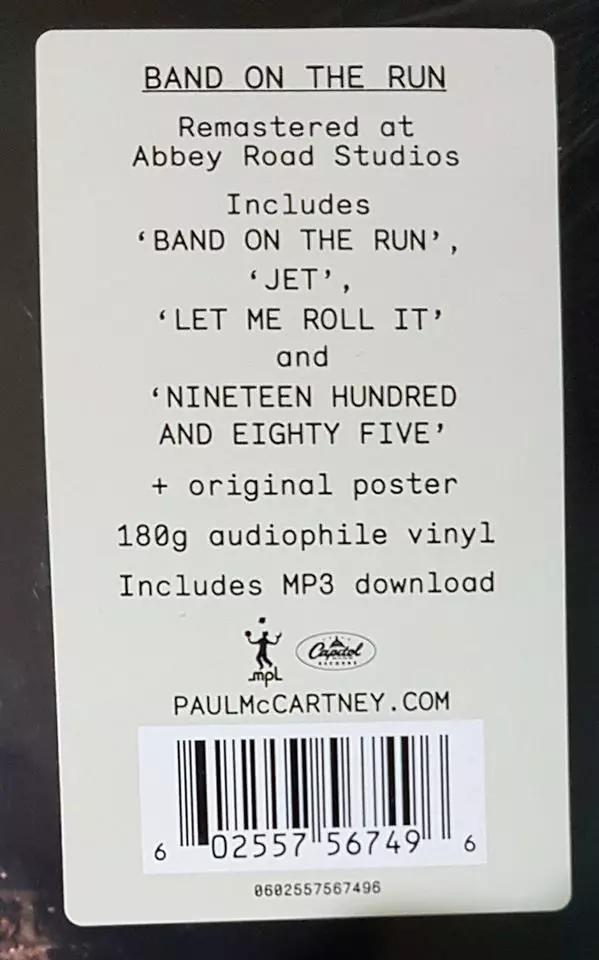 BAND ON THE RUN
Remastered at
Abbey Road Studios
Includes
‘BAND ON THE RUN’,
‘JET’,
‘LET ME ROLL IT’
and
‘NINETEEN HUNDRED
AND EIGHTY FIVE’
+ original poster
180g audiophile vinyl
Includes MP3 download
mpl Capitol
RECORDS
PAULMcCARTNEY.COM
6 02557 56749 6
0602557567496